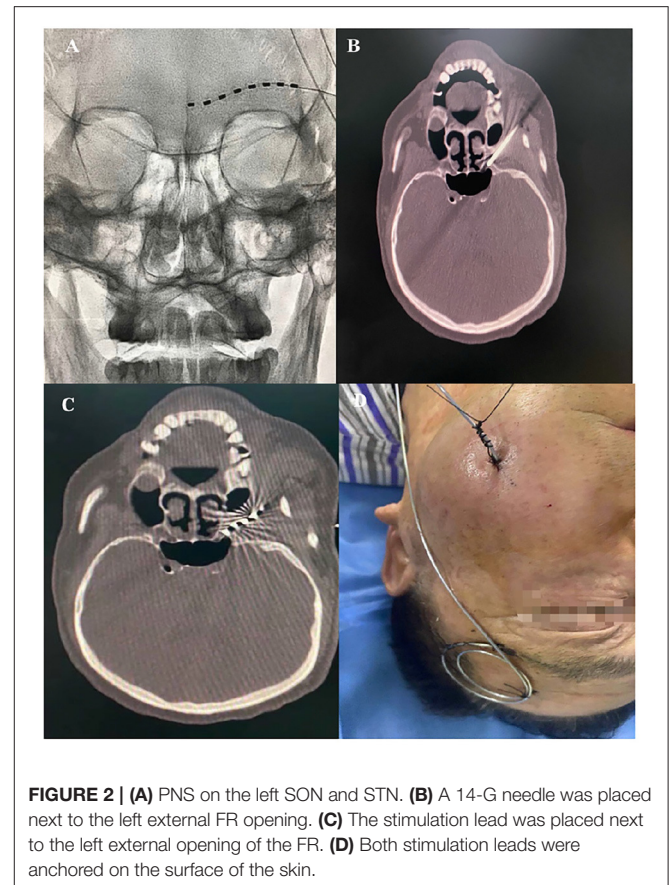 A
B
C
D
FIGURE 2 | (A) PNS on the left SON and STN. (B) A 14-G needle was placed
next to the left external FR opening. (C) The stimulation lead was placed next
to the left external opening of the FR. (D) Both stimulation leads were
anchored on the surface of the skin.